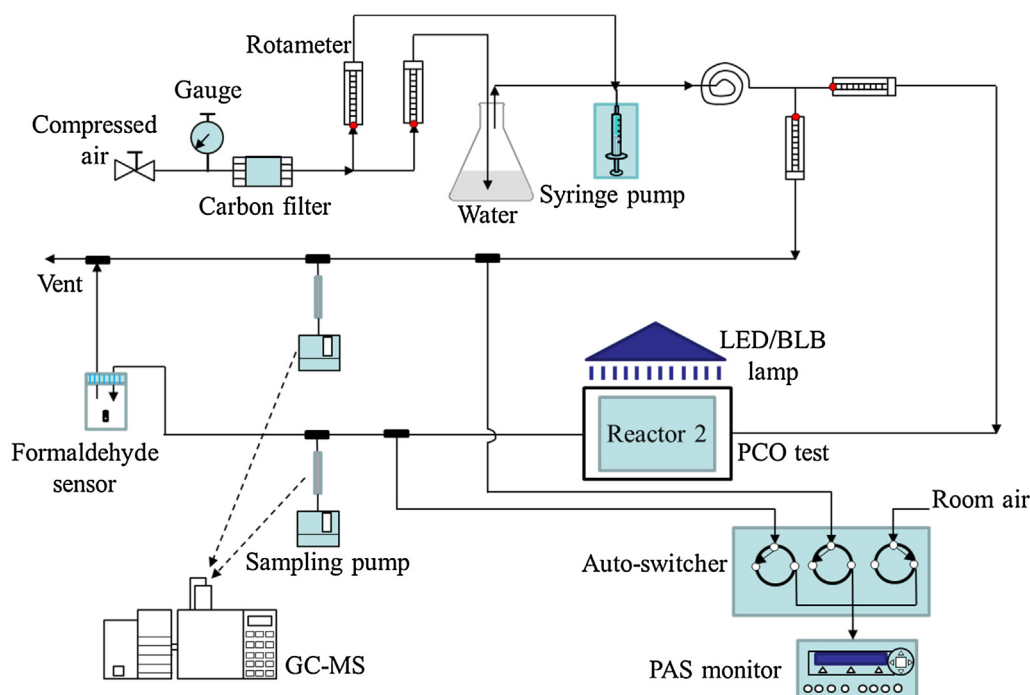 Rotameter
Gauge
Compressed
air
Carbon filter
Water
Syringe pump
Vent
LED/BLB
lamp
Reactor 2
PCO test
Formaldehyde
sensor
Sampling pump
Room air
Auto-switcher
GC-MS
PAS monitor